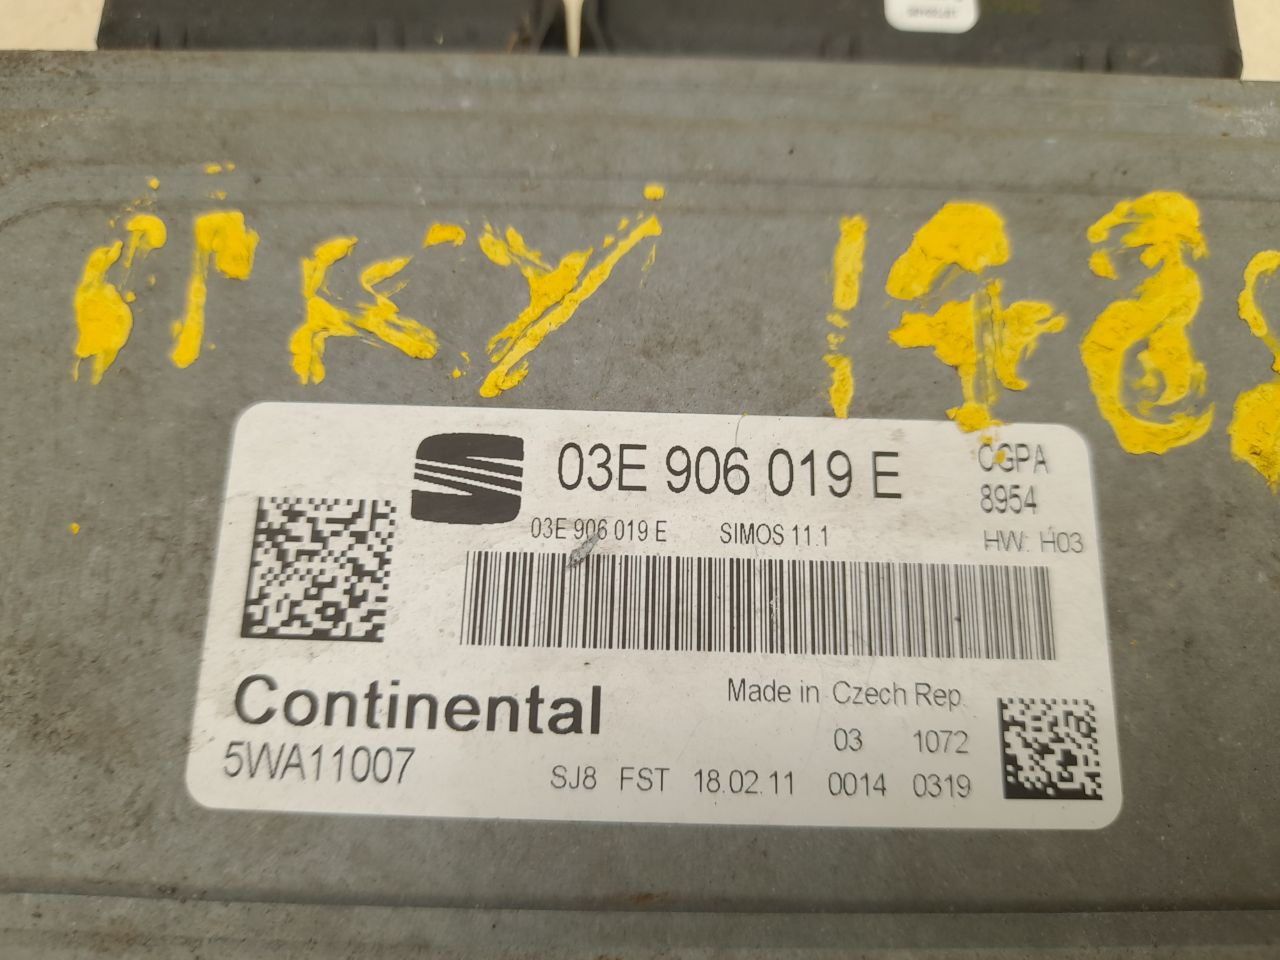 03E 906 019 E
CGPA
8954
03E 906 019 E SIMOS 11.1 HW: H03
Continental
5WA11007
Made in Czech Rep.
03 1072
SJ8 FST 18.02.11 0014 0319